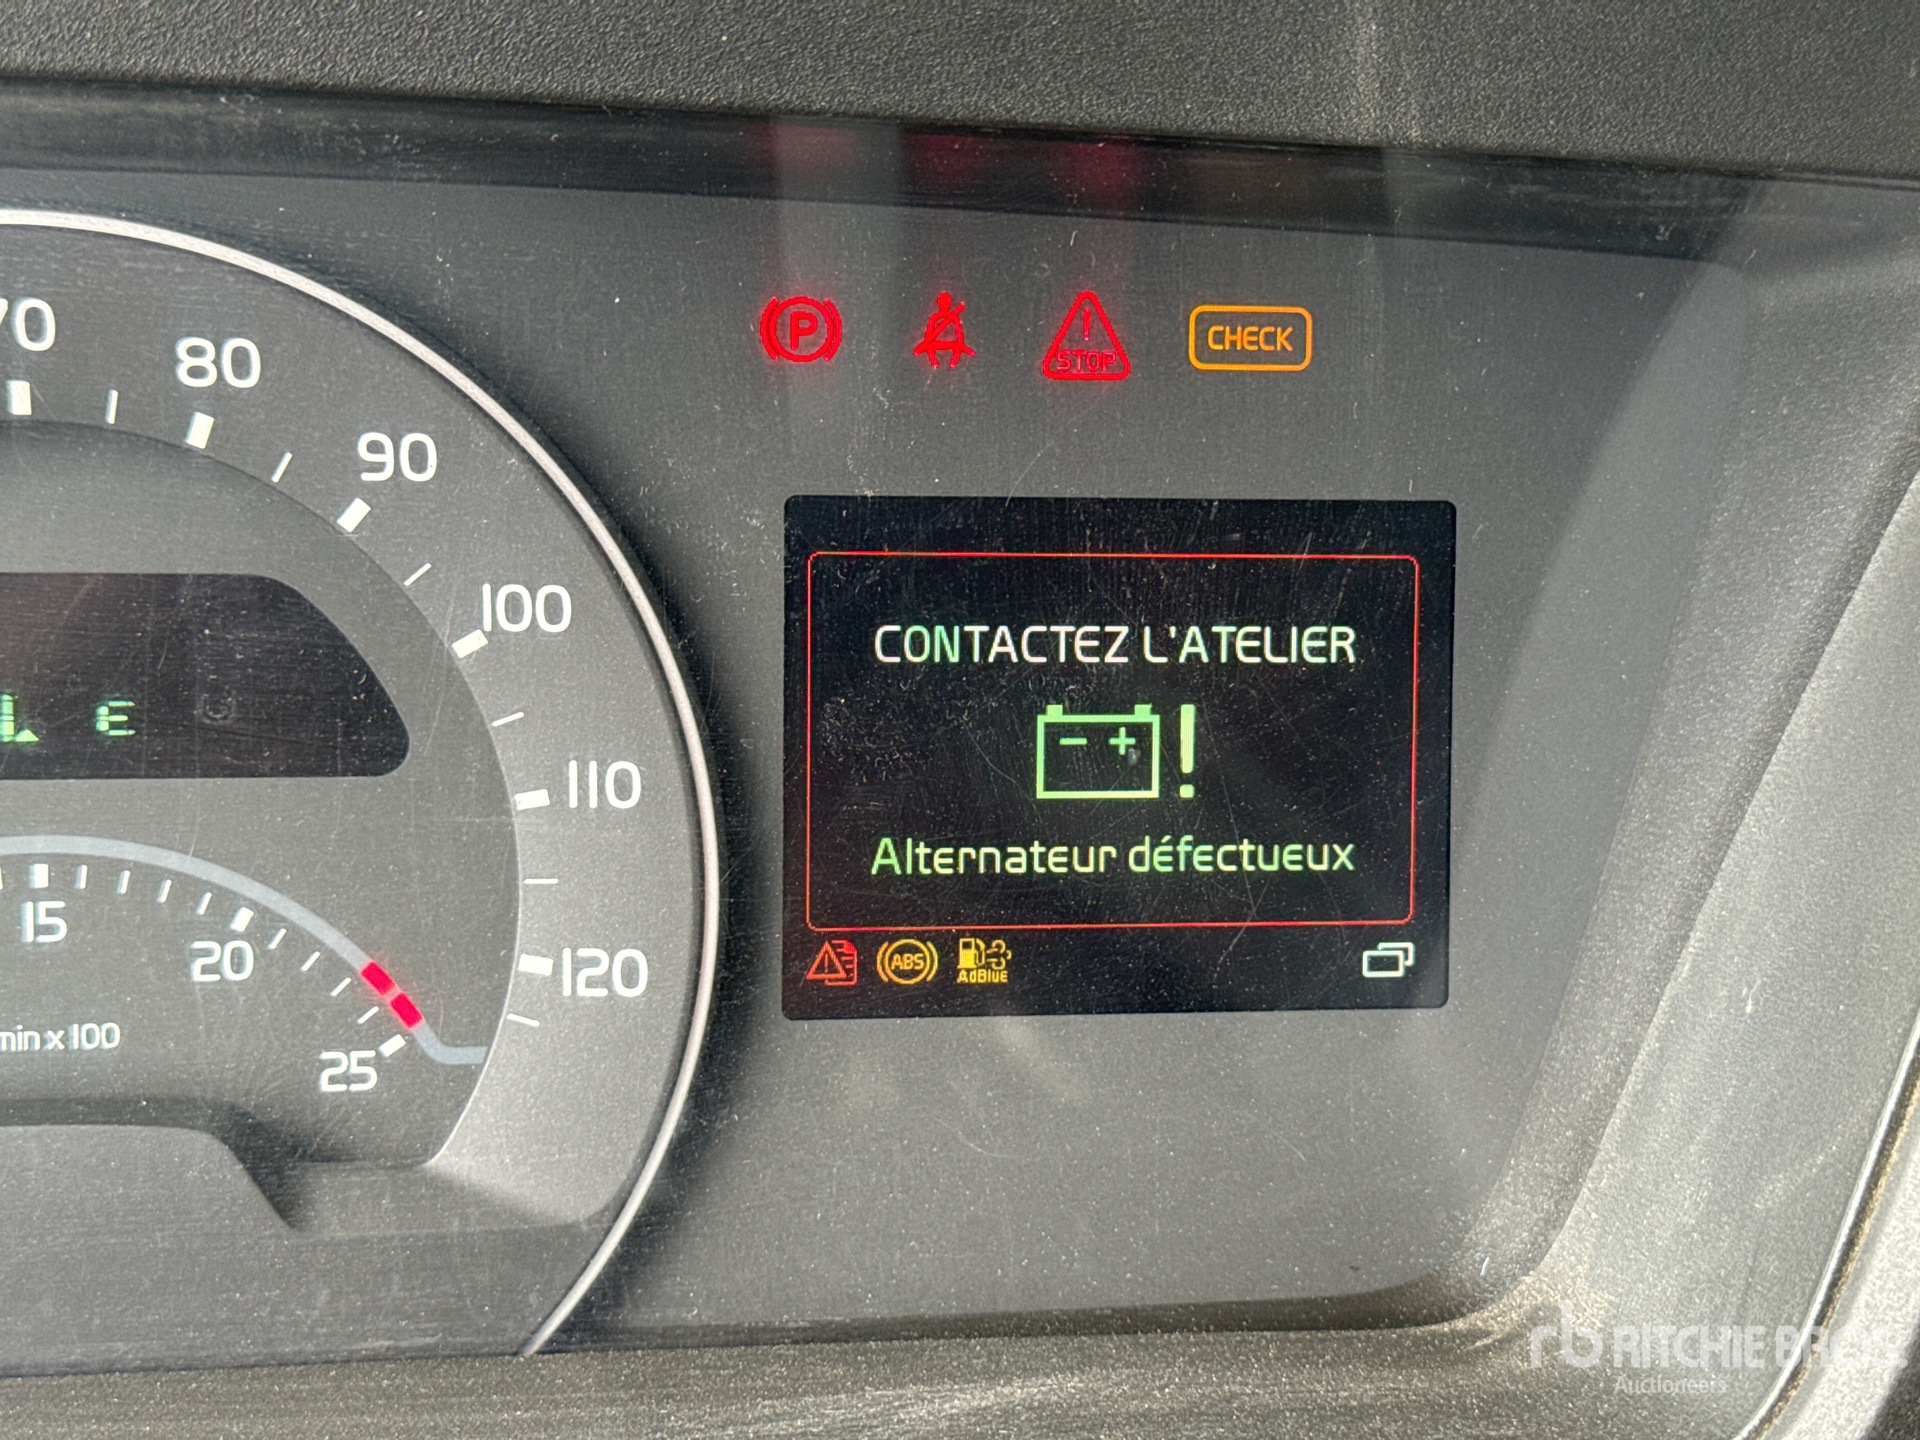 P
STOP
CHECK
80
90
100
110
120
CONTACTEZ L'ATELIER
- + !
Alternateur défectueux
ABS
AdBlue
15
20
25
min x 100
RITCHIE BROS
Auctioneers